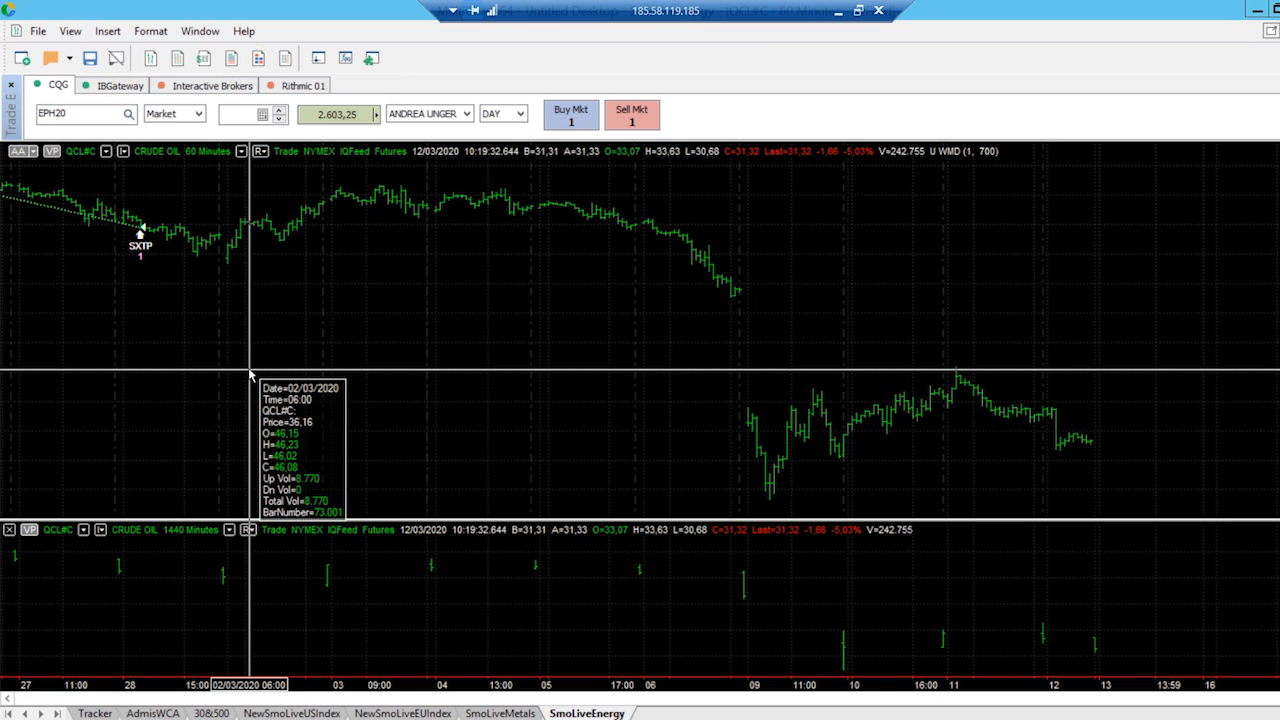 185.58.119.185
File View Insert Format Window Help
CQG IBGateway Interactive Brokers Rithmic 01
Trade
EPH20 Market 2.603,25 ANDREA UNGER DAY Buy Mkt 1 Sell Mkt 1
AA VP QCL#C CRUDE OIL 60 Minutes R Trade NYMEX IQFeed Futures 12/03/2020 10:19:32.644 B=31,31 A=31,33 O=33,07 H=33,63 L=30,68 C=31,32 Last=31,32 -1,66 -5,03% V=242.755 U WMD (1, 700)
SXTP
1
Date=02/03/2020
Time=06:00
QCL#C:
Price=36,16
O=46,15
H=46,23
L=46,02
C=46,08
Up Vol=8.770
Dn Vol=0
Total Vol=8.770
BarNumber=73.001
VP QCL#C CRUDE OIL 1440 Minutes R Trade NYMEX IQFeed Futures 12/03/2020 10:19:32.644 B=31,31 A=31,33 O=33,07 H=33,63 L=30,68 C=31,32 Last=31,32 -1,66 -5,03% V=242.755
27 11:00 28 15:00 02/03/2020 06:00 03 09:00 04 13:00 05 17:00 06 09 11:00 10 16:00 11 12 13 13:59 16
Tracker AdmisWCA 30&500 NewSmoLiveUSIndex NewSmoLiveEUIndex SmoLiveMetals SmoLiveEnergy